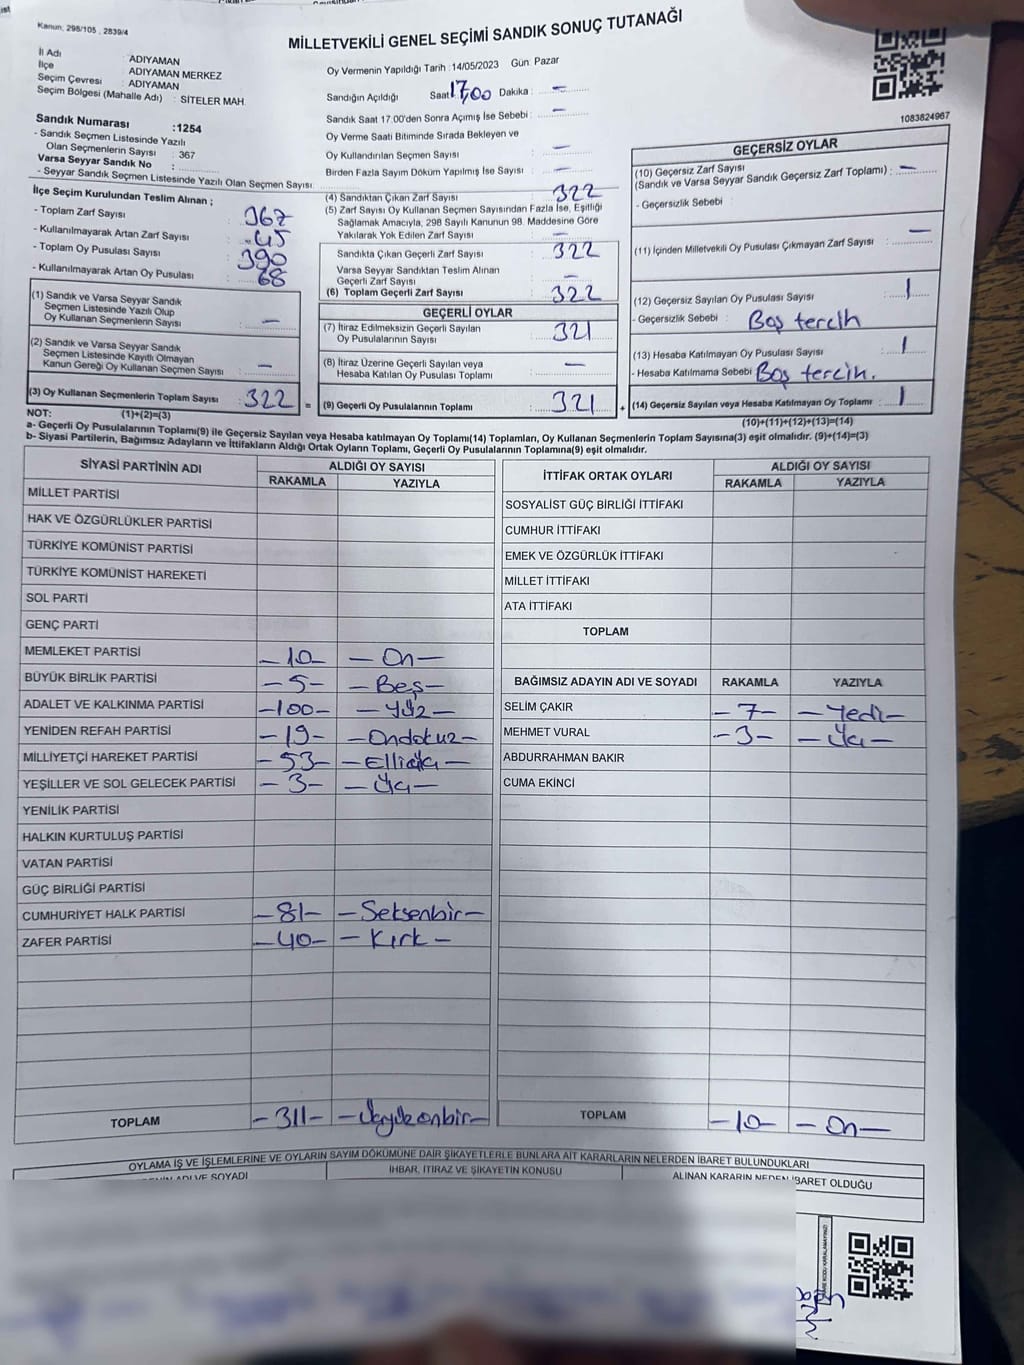 Kanun: 298/105 , 2839/4
MİLLETVEKİLİ GENEL SEÇİMİ SANDIK SONUÇ TUTANAĞI
İl Adı : ADIYAMAN
İlçe : ADIYAMAN MERKEZ
Seçim Çevresi : ADIYAMAN
Seçim Bölgesi (Mahalle Adı) : SİTELER MAH.
Sandık Numarası :1254
- Sandık Seçmen Listesinde Yazılı
Olan Seçmenlerin Sayısı : 367
Varsa Seyyar Sandık No :
- Seyyar Sandık Seçmen Listesinde Yazılı Olan Seçmen Sayısı
Oy Vermenin Yapıldığı Tarih :14/05/2023 Gün: Pazar
Sandığın Açıldığı Saat: 17,00 Dakika : —
Sandık Saat 17:00'den Sonra Açımış İse Sebebi : —
Oy Verme Saati Bitiminde Sırada Bekleyen ve
Oy Kullandırılan Seçmen Sayısı : —
Birden Fazla Sayım Döküm Yapılmış İse Sayısı : —
1083824967
İlçe Seçim Kurulundan Teslim Alınan ;
- Toplam Zarf Sayısı : 367
- Kullanılmayarak Artan Zarf Sayısı : 45
- Toplam Oy Pusulası Sayısı : 390
- Kullanılmayarak Artan Oy Pusulası : 68
(1) Sandık ve Varsa Seyyar Sandık
Seçmen Listesinde Yazılı Olup
Oy Kullanan Seçmenlerin Sayısı : —
(2) Sandık ve Varsa Seyyar Sandık
Seçmen Listesinde Kayıtlı Olmayan
Kanun Gereği Oy Kullanan Seçmen Sayısı : —
(3) Oy Kullanan Seçmenlerin Toplam Sayısı : 322 =
(4) Sandıktan Çıkan Zarf Sayısı : 322
(5) Zarf Sayısı Oy Kullanan Seçmen Sayısından Fazla İse, Eşitliği
Sağlamak Amacıyla, 298 Sayılı Kanunun 98. Maddesine Göre
Yakılarak Yok Edilen Zarf Sayısı : —
Sandıkta Çıkan Geçerli Zarf Sayısı : 322
Varsa Seyyar Sandıktan Teslim Alınan
Geçerli Zarf Sayısı : —
(6) Toplam Geçerli Zarf Sayısı : 322
GEÇERLİ OYLAR
(7) İtiraz Edilmeksizin Geçerli Sayılan
Oy Pusulalarının Sayısı : 321
(8) İtiraz Üzerine Geçerli Sayılan veya
Hesaba Katılan Oy Pusulası Toplamı : —
(9) Geçerli Oy Pusulalarının Toplamı : 321 +
GEÇERSİZ OYLAR
(10) Geçersiz Zarf Sayısı
(Sandık ve Varsa Seyyar Sandık Geçersiz Zarf Toplamı) : —
- Geçersizlik Sebebi :
(11) İçinden Milletvekili Oy Pusulası Çıkmayan Zarf Sayısı : —
(12) Geçersiz Sayılan Oy Pusulası Sayısı : 1
- Geçersizlik Sebebi : Boş tercih
(13) Hesaba Katılmayan Oy Pusulası Sayısı : 1
- Hesaba Katılmama Sebebi : Boş tercih.
(14) Geçersiz Sayılan veya Hesaba Katılmayan Oy Toplamı : 1
NOT: (1)+(2)=(3) (10)+(11)+(12)+(13)=(14)
a- Geçerli Oy Pusulalarının Toplamı(9) ile Geçersiz Sayılan veya Hesaba katılmayan Oy Toplamı(14) Toplamları, Oy Kullanan Seçmenlerin Toplam Sayısına(3) eşit olmalıdır. (9)+(14)=(3)
b- Siyasi Partilerin, Bağımsız Adayların ve İttifakların Aldığı Ortak Oyların Toplamı, Geçerli Oy Pusulalarının Toplamına(9) eşit olmalıdır.
SİYASİ PARTİNİN ADI ALDIĞI OY SAYISI
RAKAMLA YAZIYLA
MİLLET PARTİSİ
HAK VE ÖZGÜRLÜKLER PARTİSİ
TÜRKİYE KOMÜNİST PARTİSİ
TÜRKİYE KOMÜNİST HAREKETİ
SOL PARTİ
GENÇ PARTİ
MEMLEKET PARTİSİ -10- -On-
BÜYÜK BİRLİK PARTİSİ -5- -Beş-
ADALET VE KALKINMA PARTİSİ -100- -Yüz-
YENİDEN REFAH PARTİSİ -19- -Ondokuz-
MİLLİYETÇİ HAREKET PARTİSİ -53- -Elliüç-
YEŞİLLER VE SOL GELECEK PARTİSİ -3- -Üç-
YENİLİK PARTİSİ
HALKIN KURTULUŞ PARTİSİ
VATAN PARTİSİ
GÜÇ BİRLİĞİ PARTİSİ
CUMHURİYET HALK PARTİSİ -81- -Seksenbir-
ZAFER PARTİSİ -40- -Kırk-
TOPLAM -311- -Üçyüzonbir-
İTTİFAK ORTAK OYLARI ALDIĞI OY SAYISI
RAKAMLA YAZIYLA
SOSYALİST GÜÇ BİRLİĞİ İTTİFAKI
CUMHUR İTTİFAKI
EMEK VE ÖZGÜRLÜK İTTİFAKI
MİLLET İTTİFAKI
ATA İTTİFAKI
TOPLAM
BAĞIMSIZ ADAYIN ADI VE SOYADI RAKAMLA YAZIYLA
SELİM ÇAKIR -7- -Yedi-
MEHMET VURAL -3- -Üç-
ABDURRAHMAN BAKIR
CUMA EKİNCİ
TOPLAM -10- -On-
OYLAMA İŞ VE İŞLEMLERİNE VE OYLARIN SAYIM DÖKÜMÜNE DAİR ŞİKAYETLERLE BUNLARA AİT KARARLARIN NELERDEN İBARET BULUNDUKLARI
ADI VE SOYADI İHBAR, İTİRAZ VE ŞİKAYETİN KONUSU ALINAN KARARIN NEDEN İBARET OLDUĞU